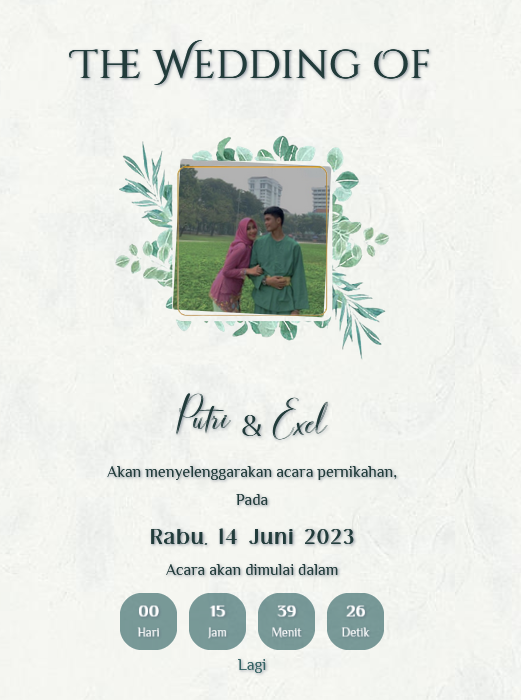 THE WEDDING OF
Putri & Exel
Akan menyelenggarakan acara pernikahan,
Pada
Rabu, 14 Juni 2023
Acara akan dimulai dalam
00 15 39 26
Hari Jam Menit Detik
Lagi